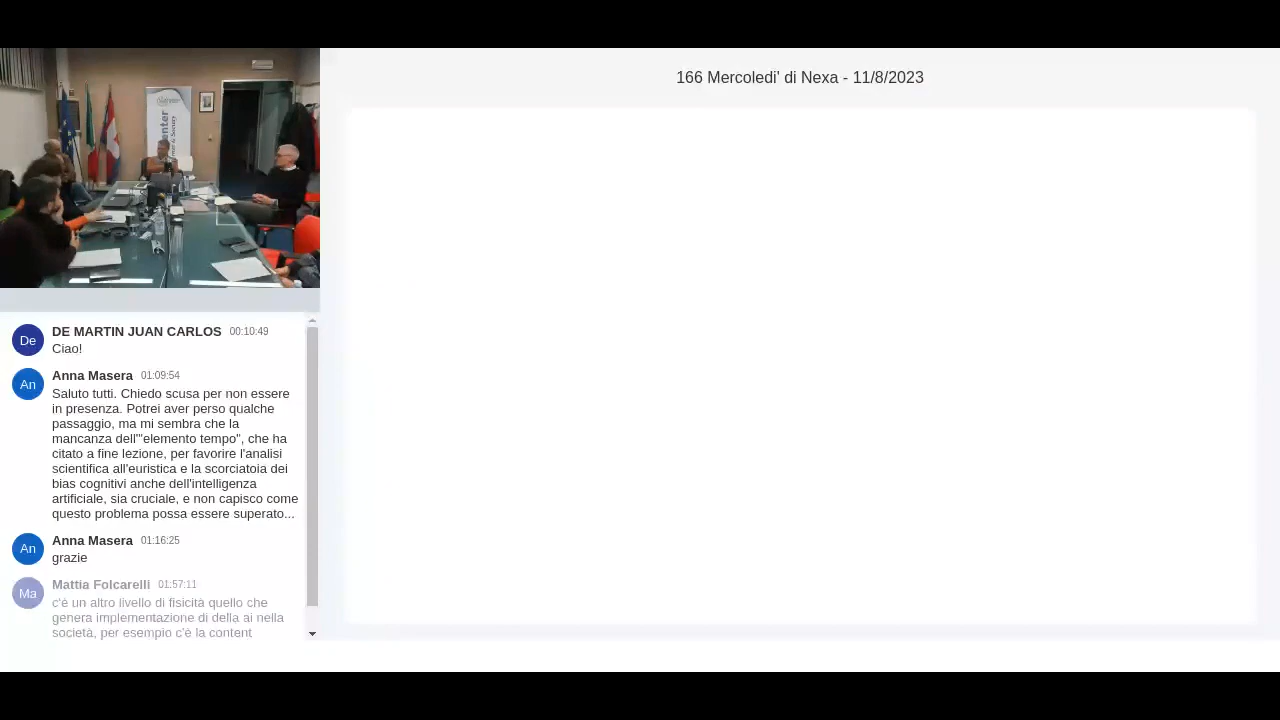 166 Mercoledi' di Nexa - 11/8/2023
De
DE MARTIN JUAN CARLOS 00:10:49
Ciao!
An
Anna Masera 01:09:54
Saluto tutti. Chiedo scusa per non essere
in presenza. Potrei aver perso qualche
passaggio, ma mi sembra che la
mancanza dell'"elemento tempo", che ha
citato a fine lezione, per favorire l'analisi
scientifica all'euristica e la scorciatoia dei
bias cognitivi anche dell'intelligenza
artificiale, sia cruciale, e non capisco come
questo problema possa essere superato...
An
Anna Masera 01:16:25
grazie
Ma
Mattia Folcarelli 01:57:11
c'è un altro livello di fisicità quello che
genera implementazione di della ai nella
società, per esempio c'è la content